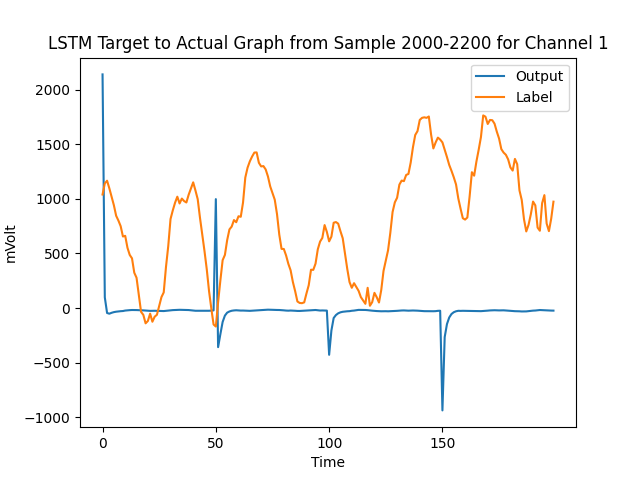 LSTM Target to Actual Graph from Sample 2000-2200 for Channel 1
Output
Label
2000
1500
1000
500
0
−500
−1000
mVolt
0 50 100 150
Time